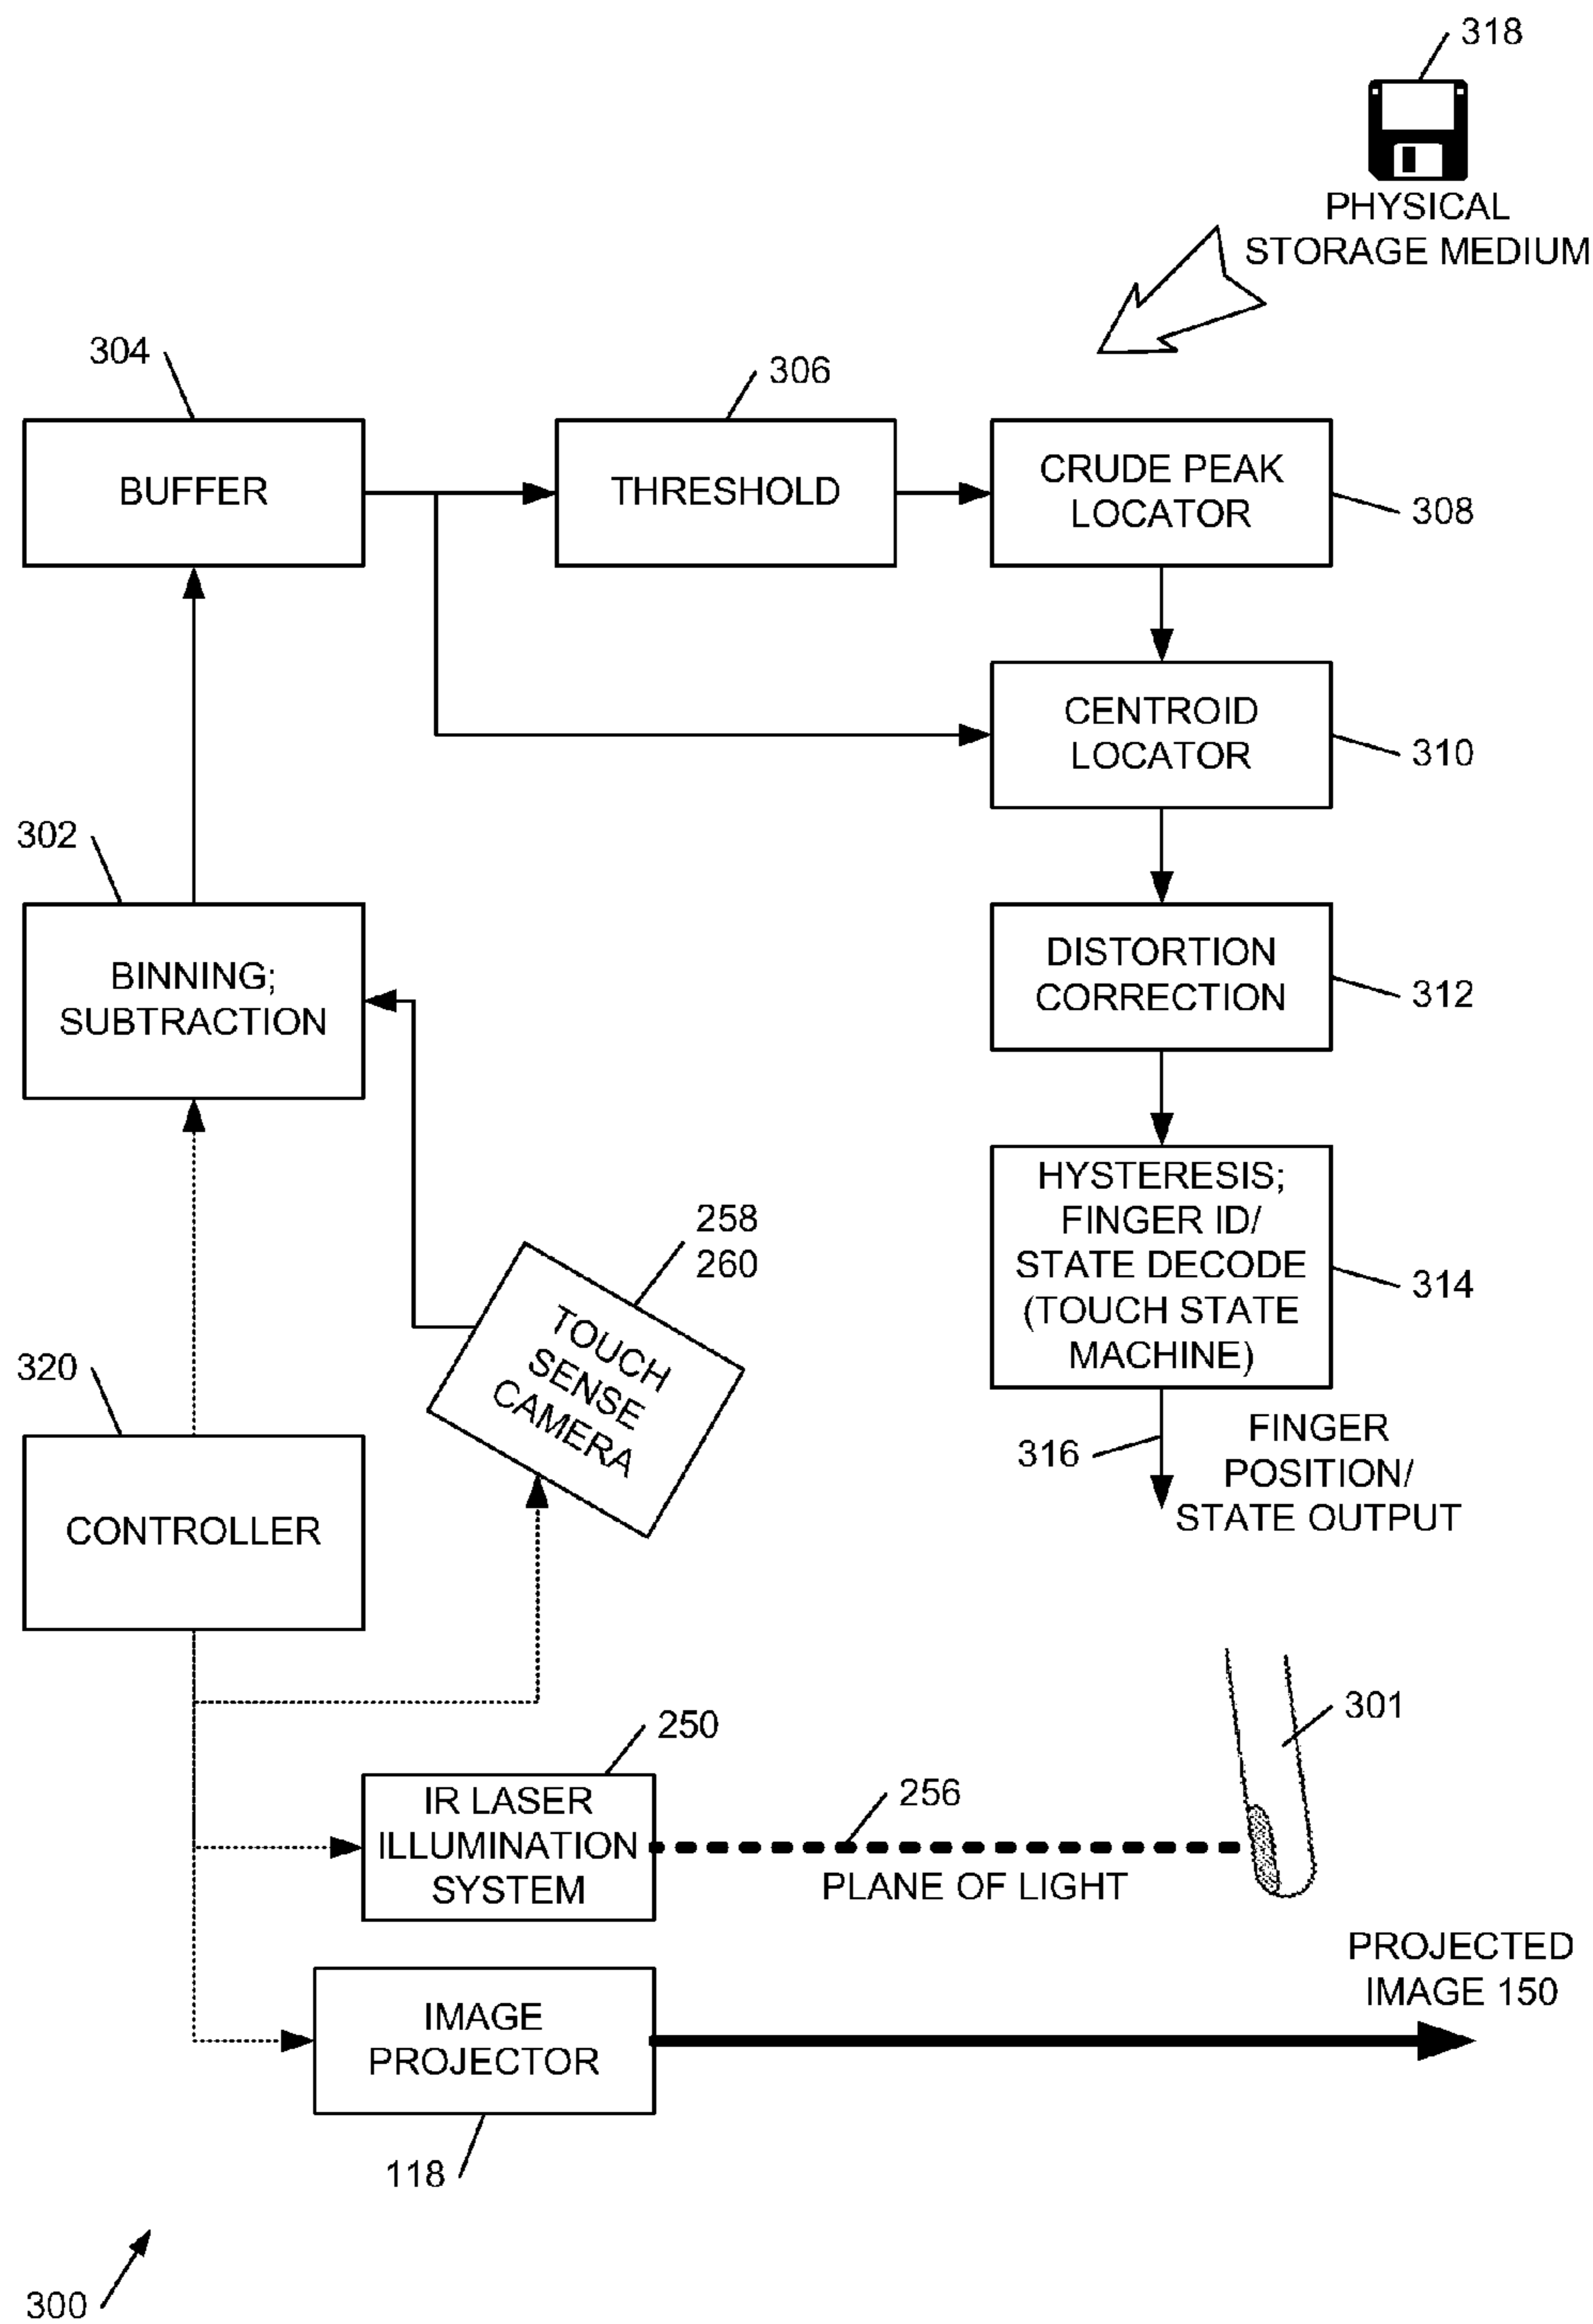 318
PHYSICAL
STORAGE MEDIUM
304
306
BUFFER
THRESHOLD
CRUDE PEAK
LOCATOR
308
CENTROID
LOCATOR
310
302
BINNING;
SUBTRACTION
DISTORTION
CORRECTION
312
258
260
TOUCH
SENSE
CAMERA
HYSTERESIS;
FINGER ID/
STATE DECODE
(TOUCH STATE
MACHINE)
314
320
CONTROLLER
316
FINGER
POSITION/
STATE OUTPUT
301
250
IR LASER
ILLUMINATION
SYSTEM
256
PLANE OF LIGHT
PROJECTED
IMAGE 150
IMAGE
PROJECTOR
118
300